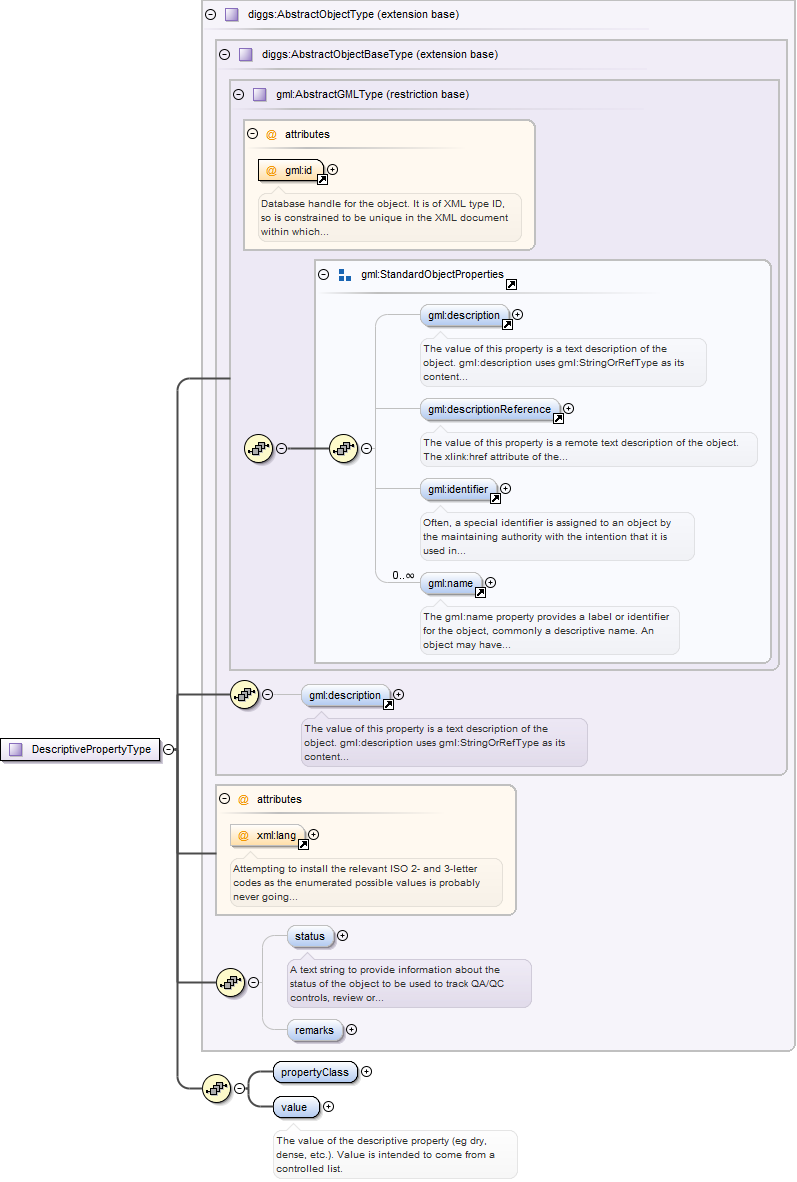 diggs:AbstractObjectType (extension base)
diggs:AbstractObjectBaseType (extension base)
gml:AbstractGMLType (restriction base)
@ attributes
@ gml:id
Database handle for the object. It is of XML type ID,
so is constrained to be unique in the XML document
within which...
gml:StandardObjectProperties
gml:description
The value of this property is a text description of the
object. gml:description uses gml:StringOrRefType as its
content...
gml:descriptionReference
The value of this property is a remote text description of the object.
The xlink:href attribute of the...
gml:identifier
Often, a special identifier is assigned to an object by
the maintaining authority with the intention that it is
used in...
0..∞
gml:name
The gml:name property provides a label or identifier
for the object, commonly a descriptive name. An
object may have...
gml:description
The value of this property is a text description of the
object. gml:description uses gml:StringOrRefType as its
content...
DescriptivePropertyType
@ attributes
@ xml:lang
Attempting to install the relevant ISO 2- and 3-letter
codes as the enumerated possible values is probably
never going...
status
A text string to provide information about the
status of the object to be used to track QA/QC
controls, review or...
remarks
propertyClass
value
The value of the descriptive property (eg dry,
dense, etc.). Value is intended to come from a
controlled list.